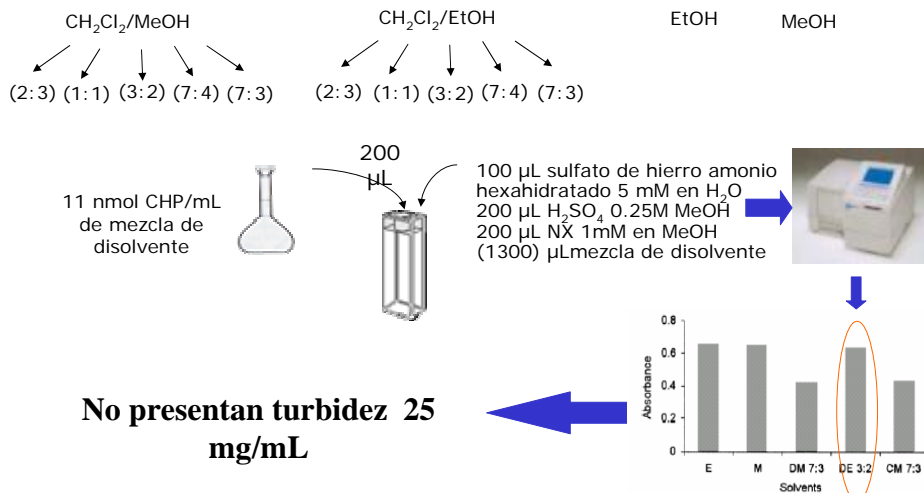 CH2Cl2/MeOH
CH2Cl2/EtOH
EtOH
MeOH
(2:3) (1:1) (3:2) (7:4) (7:3)
(2:3) (1:1) (3:2) (7:4) (7:3)
11 nmol CHP/mL
de mezcla de
disolvente
200
µL
100 µL sulfato de hierro amonio
hexahidratado 5 mM en H2O
200 µL H2SO4 0.25M MeOH
200 µL NX 1mM en MeOH
(1300) µLmezcla de disolvente
No presentan turbidez 25
mg/mL
Absorbance
0.8
0.6
0.4
0.2
0
E M DM 7:3 DE 3:2 CM 7:3
Solvents